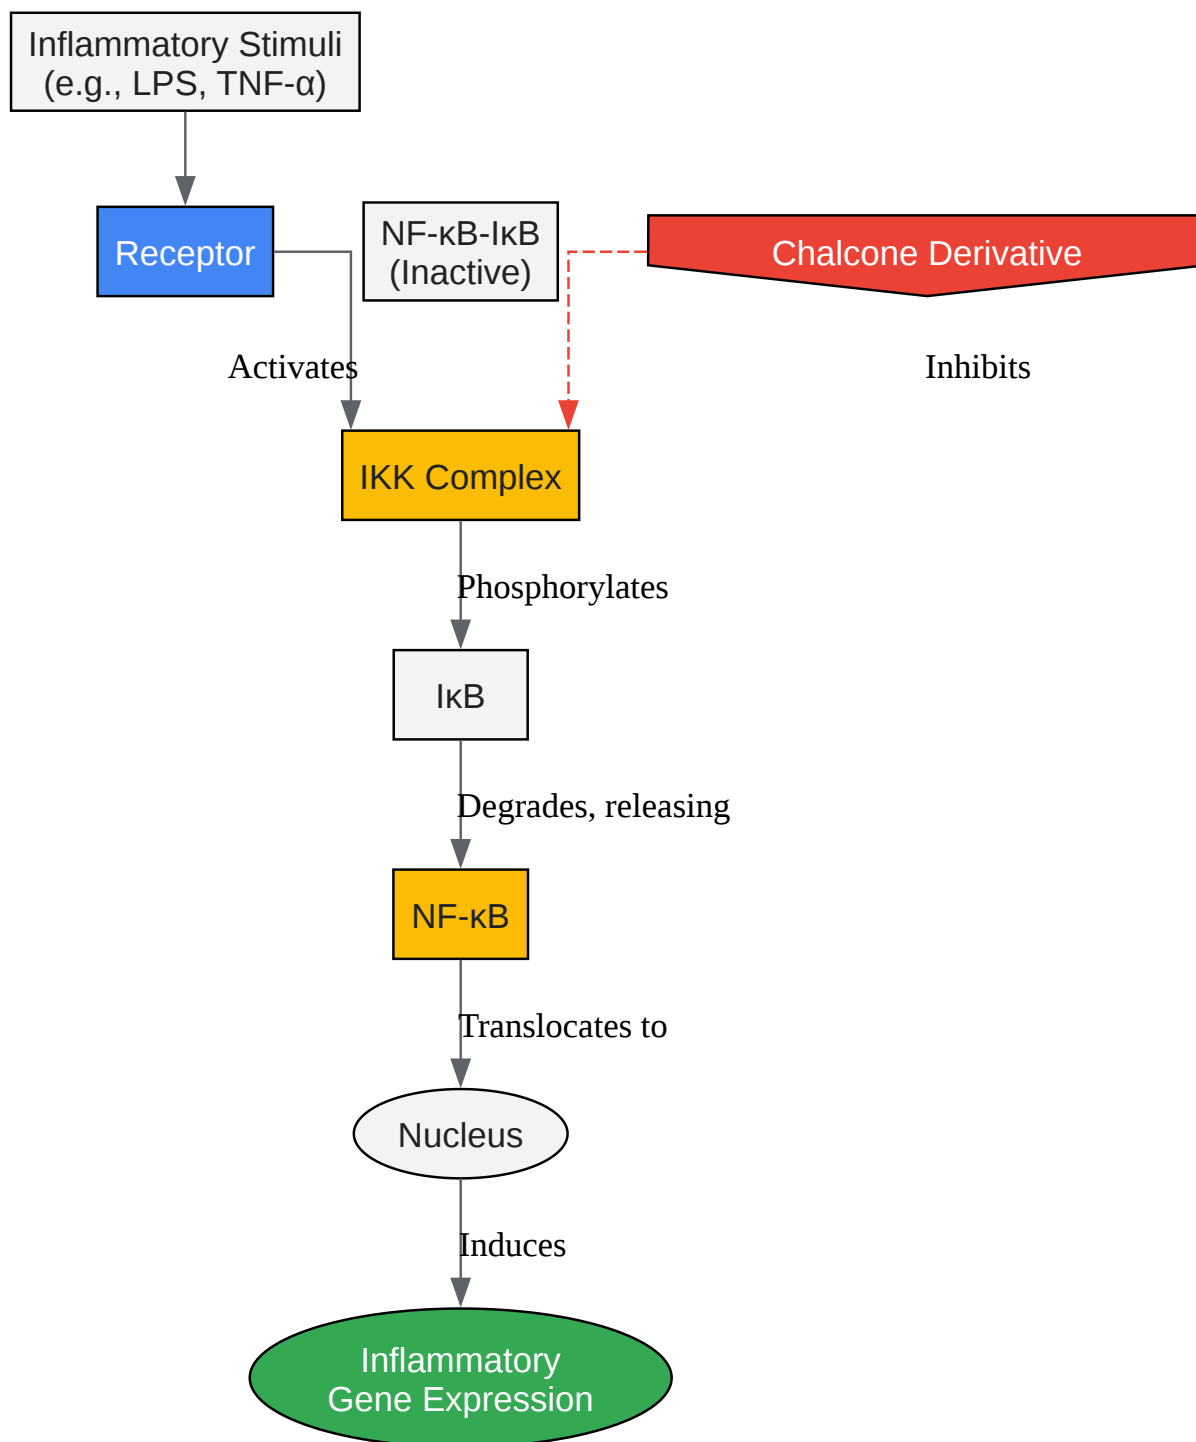 Inflammatory Stimuli
(e.g., LPS, TNF-α)
Receptor
NF-κB-IκB
(Inactive)
Chalcone Derivative
Activates
Inhibits
IKK Complex
Phosphorylates
IκB
Degrades, releasing
NF-κB
Translocates to
Nucleus
Induces
Inflammatory
Gene Expression